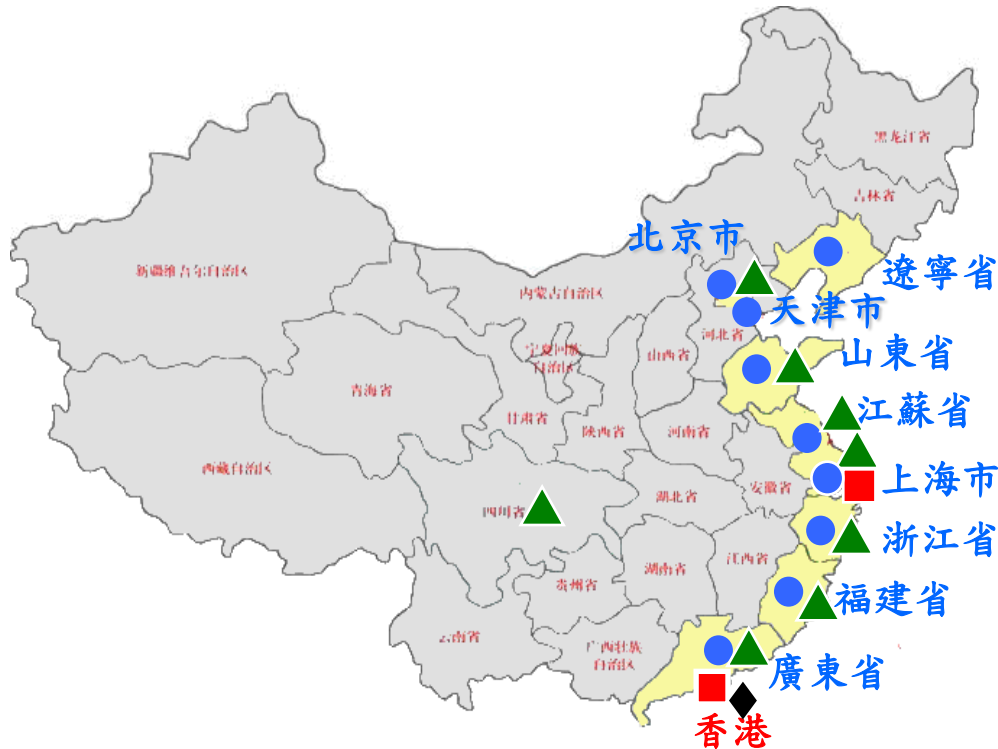 黑龙江省
吉林省
北京市
遼寧省
新疆维吾尔自治区
内蒙古自治区
天津市
河北省
宁夏回族
自治区
山西省
山東省
青海省
甘肃省
陕西省
河南省
江蘇省
西藏自治区
上海市
四川省
湖北省
安徽省
浙江省
江西省
湖南省
贵州省
福建省
云南省
广西壮族
自治区
廣東省
香港